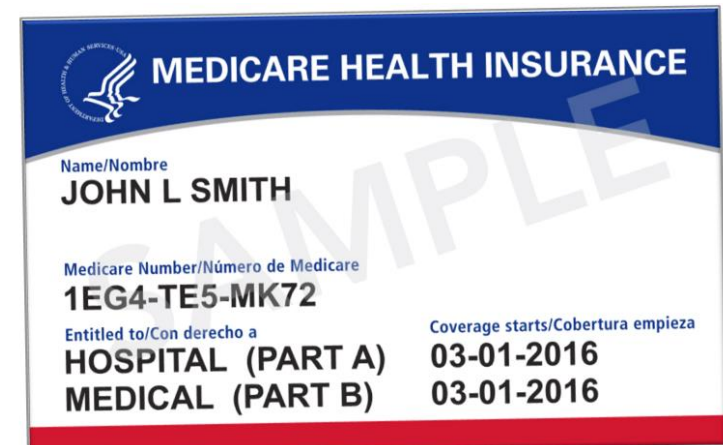 MEDICARE HEALTH INSURANCE
Name/Nombre
JOHN L SMITH
Medicare Number/Número de Medicare
1EG4-TE5-MK72
Entitled to/Con derecho a
Coverage starts/Cobertura empieza
HOSPITAL (PART A) 03-01-2016
MEDICAL (PART B) 03-01-2016
SAMPLE